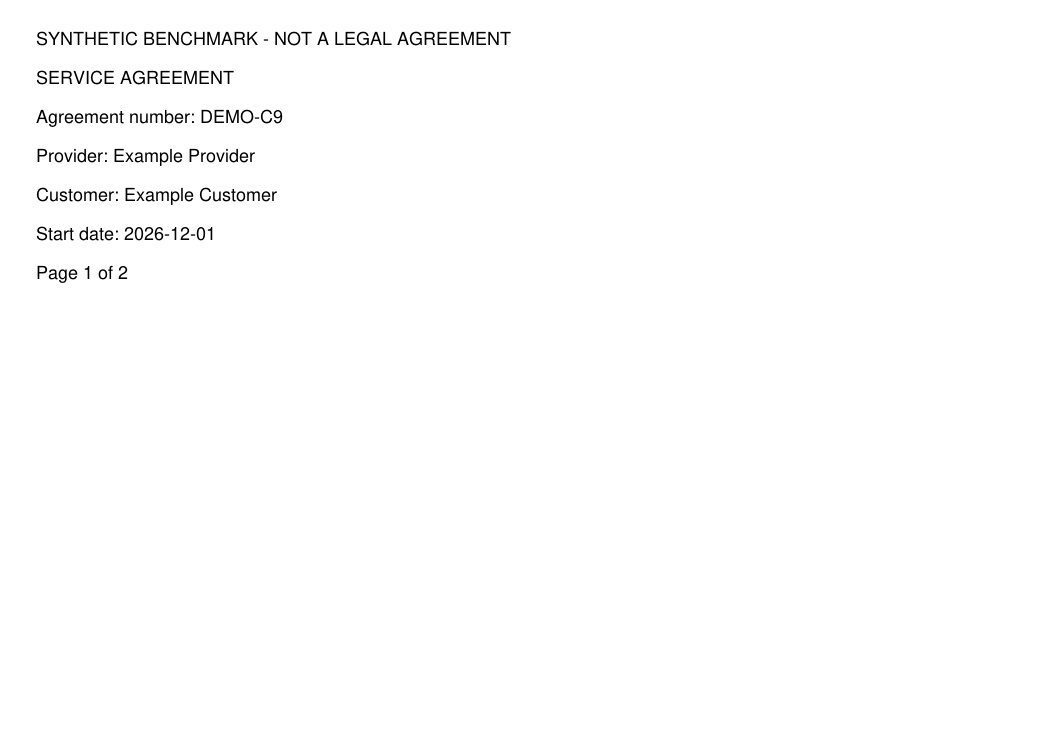 SYNTHETIC BENCHMARK - NOT A LEGAL AGREEMENT
SERVICE AGREEMENT
Agreement number: DEMO-C9
Provider: Example Provider
Customer: Example Customer
Start date: 2026-12-01
Page 1 of 2